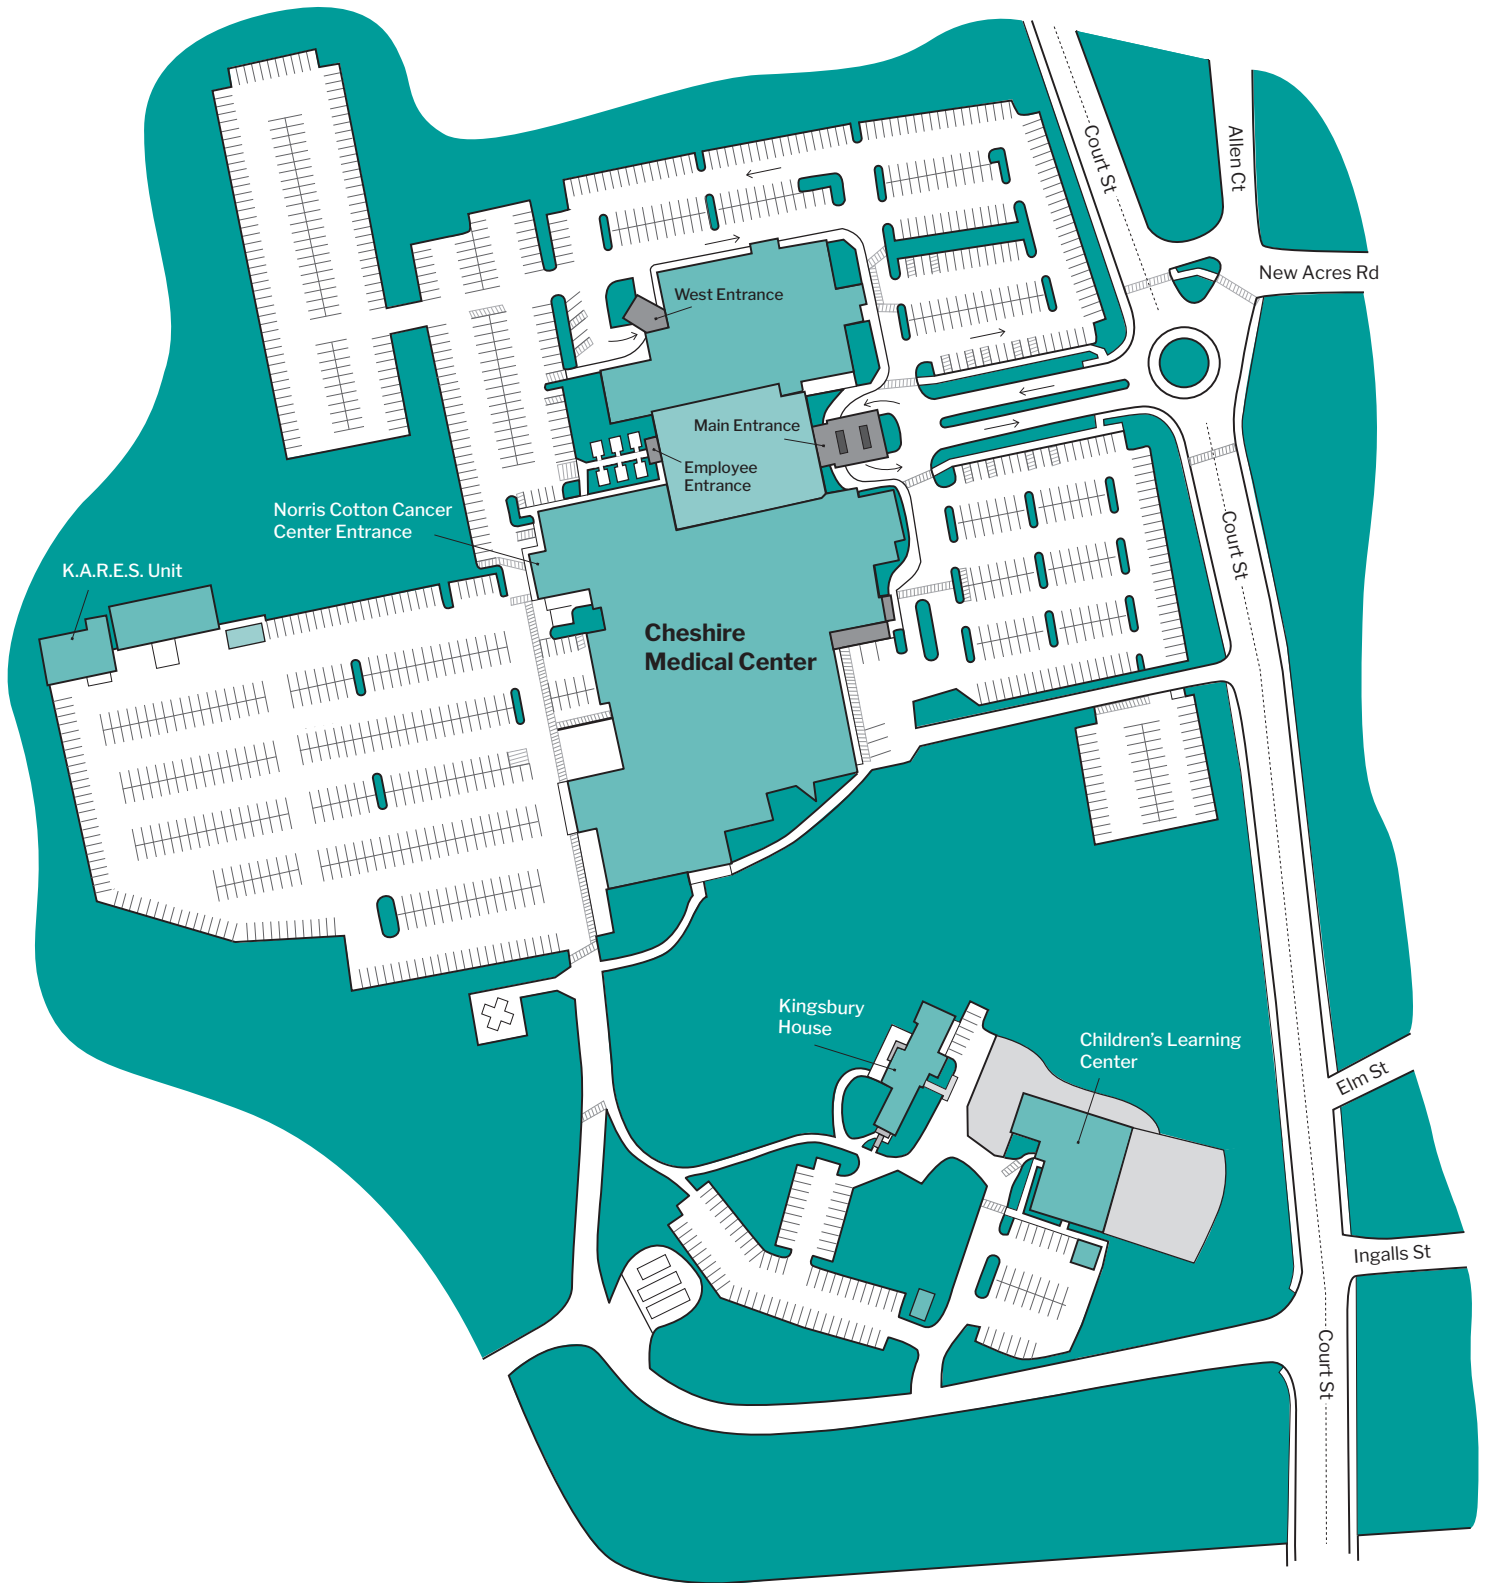 Court St
Allen Ct
New Acres Rd
West Entrance
Main Entrance
Employee
Entrance
Norris Cotton Cancer
Center Entrance
Court St
K.A.R.E.S. Unit
Cheshire
Medical Center
Kingsbury
House
Children's Learning
Center
Elm St
Ingalls St
Court St